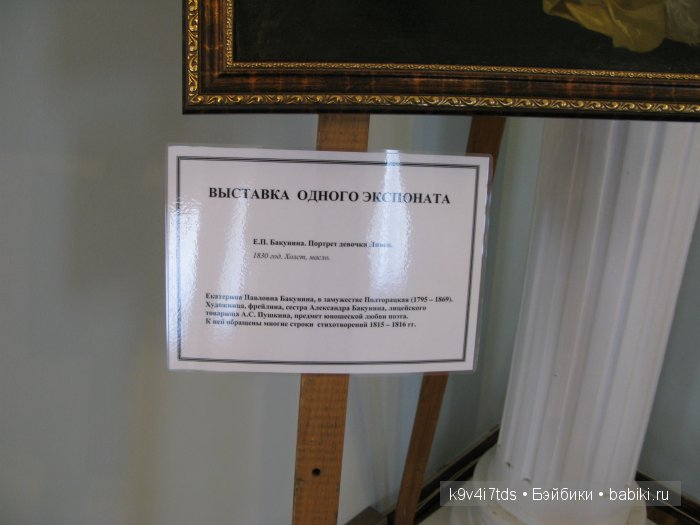 ВЫСТАВКА ОДНОГО ЭКСПОНАТА
Е.П. Бакунина. Портрет девочки
1830 год. Холст, масло.
Екатерина Павловна Бакунина, в замужестве Полторацкая (1795 – 1869).
Художница, фрейлина, сестра Александра Бакунина, лицейского
товарища А.С. Пушкина, предмет юношеской любви поэта.
К ней обращены многие строки стихотворений 1815 – 1816 гг.
k9v4i7tds • Бэйбики • babiki.ru